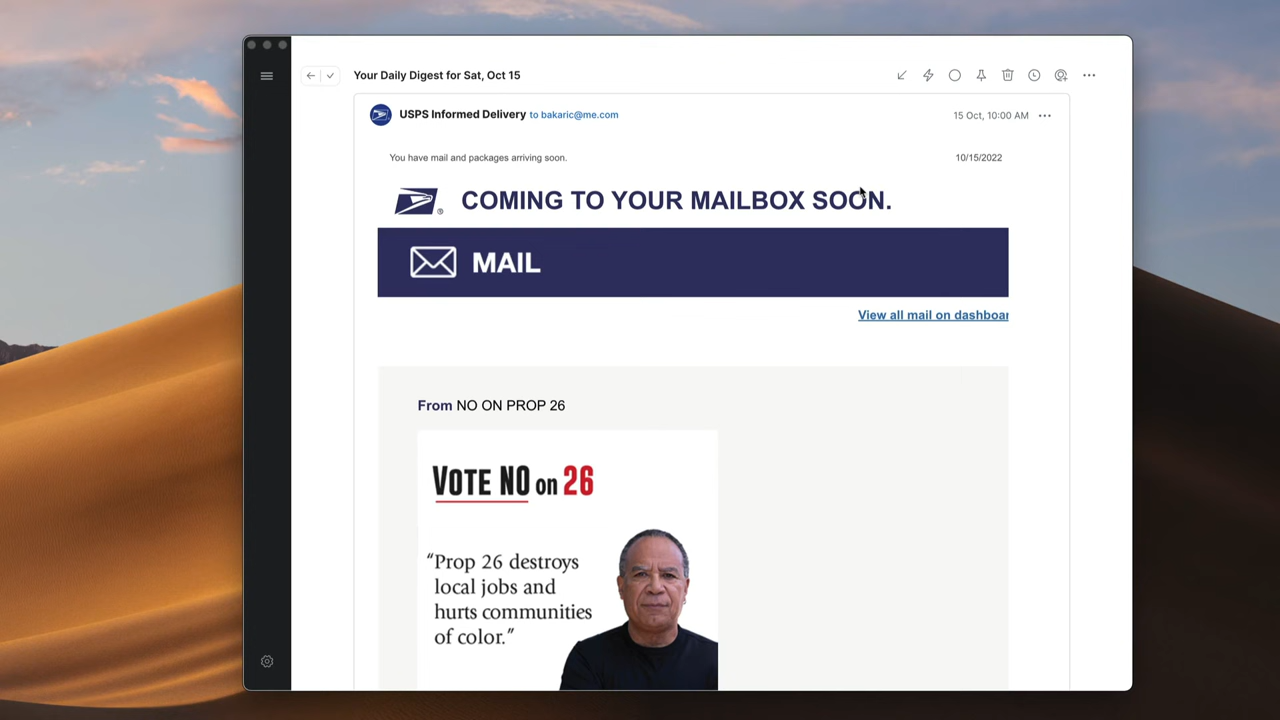 Your Daily Digest for Sat, Oct 15
USPS Informed Delivery to bakaric@me.com
15 Oct, 10:00 AM
You have mail and packages arriving soon.
10/15/2022
COMING TO YOUR MAILBOX SOON.
MAIL
View all mail on dashboar
From NO ON PROP 26
VOTE NO on 26
“Prop 26 destroys
local jobs and
hurts communities
of color.”